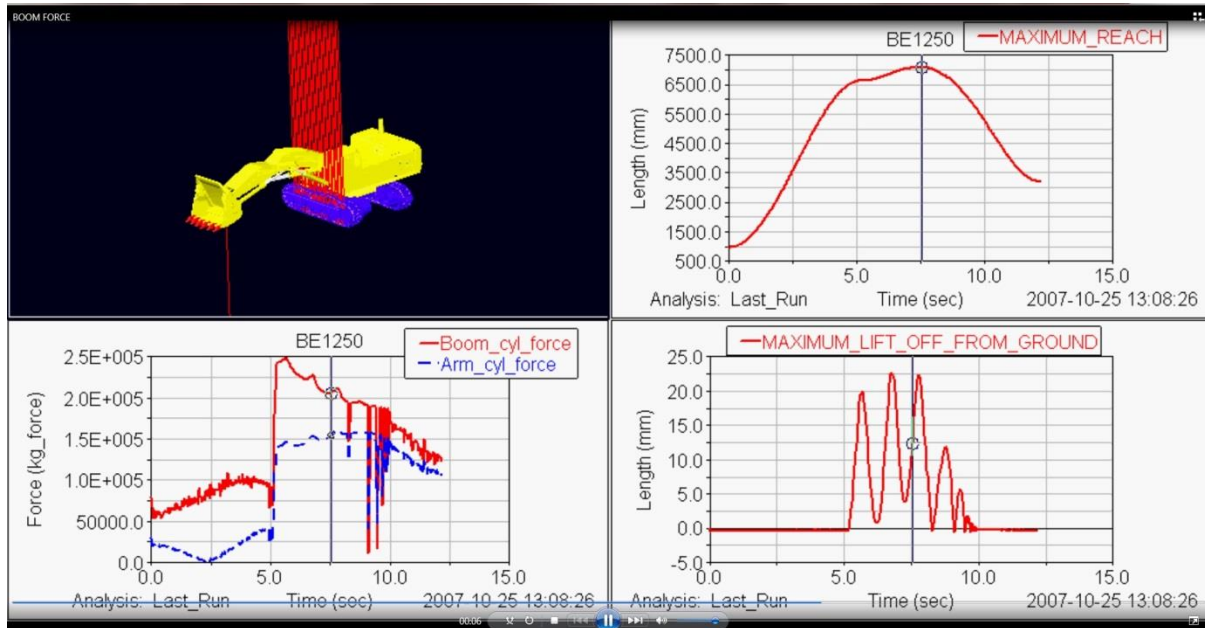 BOOM FORCE
BE1250
MAXIMUM_REACH
7500.0
6500.0
5500.0
4500.0
3500.0
2500.0
1500.0
500.0
Length (mm)
0.0 5.0 10.0 15.0
Analysis: Last_Run Time (sec) 2007-10-25 13:08:26
BE1250
Boom_cyl_force
Arm_cyl_force
2.5E+005
2.0E+005
1.5E+005
1.0E+005
50000.0
0.0
Force (kg_force)
0.0 5.0 10.0 15.0
Analysis: Last_Run Time (sec) 2007-10-25 13:08:26
MAXIMUM_LIFT_OFF_FROM_GROUND
25.0
20.0
15.0
10.0
5.0
0.0
-5.0
Length (mm)
0.0 5.0 10.0 15.0
Analysis: Last_Run Time (sec) 2007-10-25 13:08:26
00:06